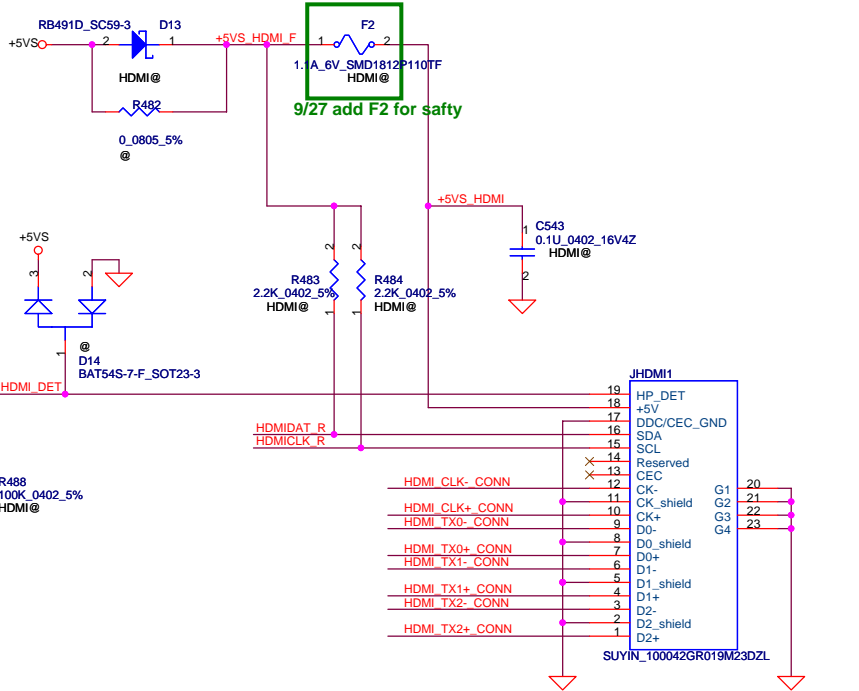 RB491D_SC59-3
D13
F2
+5VS
2
1
+5VS_HDMI_F
1
2
1.1A_6V_SMD1812P110TF
HDMI@
HDMI@
R482
9/27 add F2 for safty
0_0805_5%
@
+5VS_HDMI
C543
1
0.1U_0402_16V4Z
HDMI@
2
+5VS
3
2
2
2
R483
R484
2.2K_0402_5%
2.2K_0402_5%
HDMI@
HDMI@
1
1
1
@
D14
BAT54S-7-F_SOT23-3
JHDMI1
HDMI_DET
19
HP_DET
18
+5V
17
DDC/CEC_GND
HDMIDAT_R
16
SDA
HDMICLK_R
15
SCL
14
Reserved
13
CEC
R488
100K_0402_5%
HDMI@
HDMI_CLK-_CONN
12
CK-
G1
20
11
CK_shield
G2
21
HDMI_CLK+_CONN
10
CK+
G3
22
HDMI_TX0-_CONN
9
D0-
G4
23
8
D0_shield
HDMI_TX0+_CONN
7
D0+
HDMI_TX1-_CONN
6
D1-
5
D1_shield
HDMI_TX1+_CONN
4
D1+
HDMI_TX2-_CONN
3
D2-
2
D2_shield
HDMI_TX2+_CONN
1
D2+
SUYIN_100042GR019M23DZL